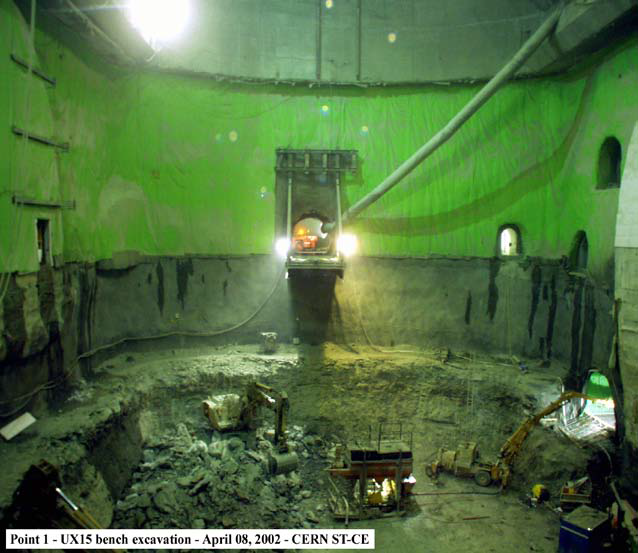 Point 1 - UX15 bench excavation - April 08, 2002 - CERN ST-CE